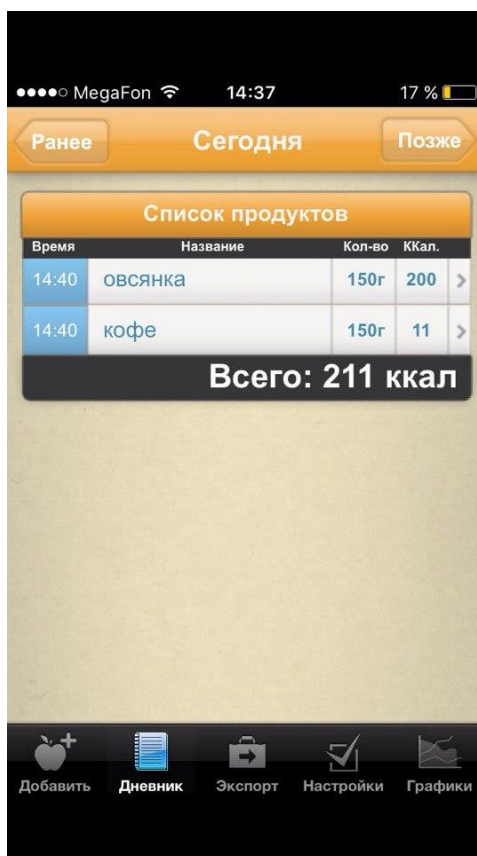 MegaFon 14:37 17 %
Ранее Сегодня Позже
Список продуктов
Время Название Кол-во ККал.
14:40 овсянка 150г 200
14:40 кофе 150г 11
Всего: 211 ккал
Добавить Дневник Экспорт Настройки Графики